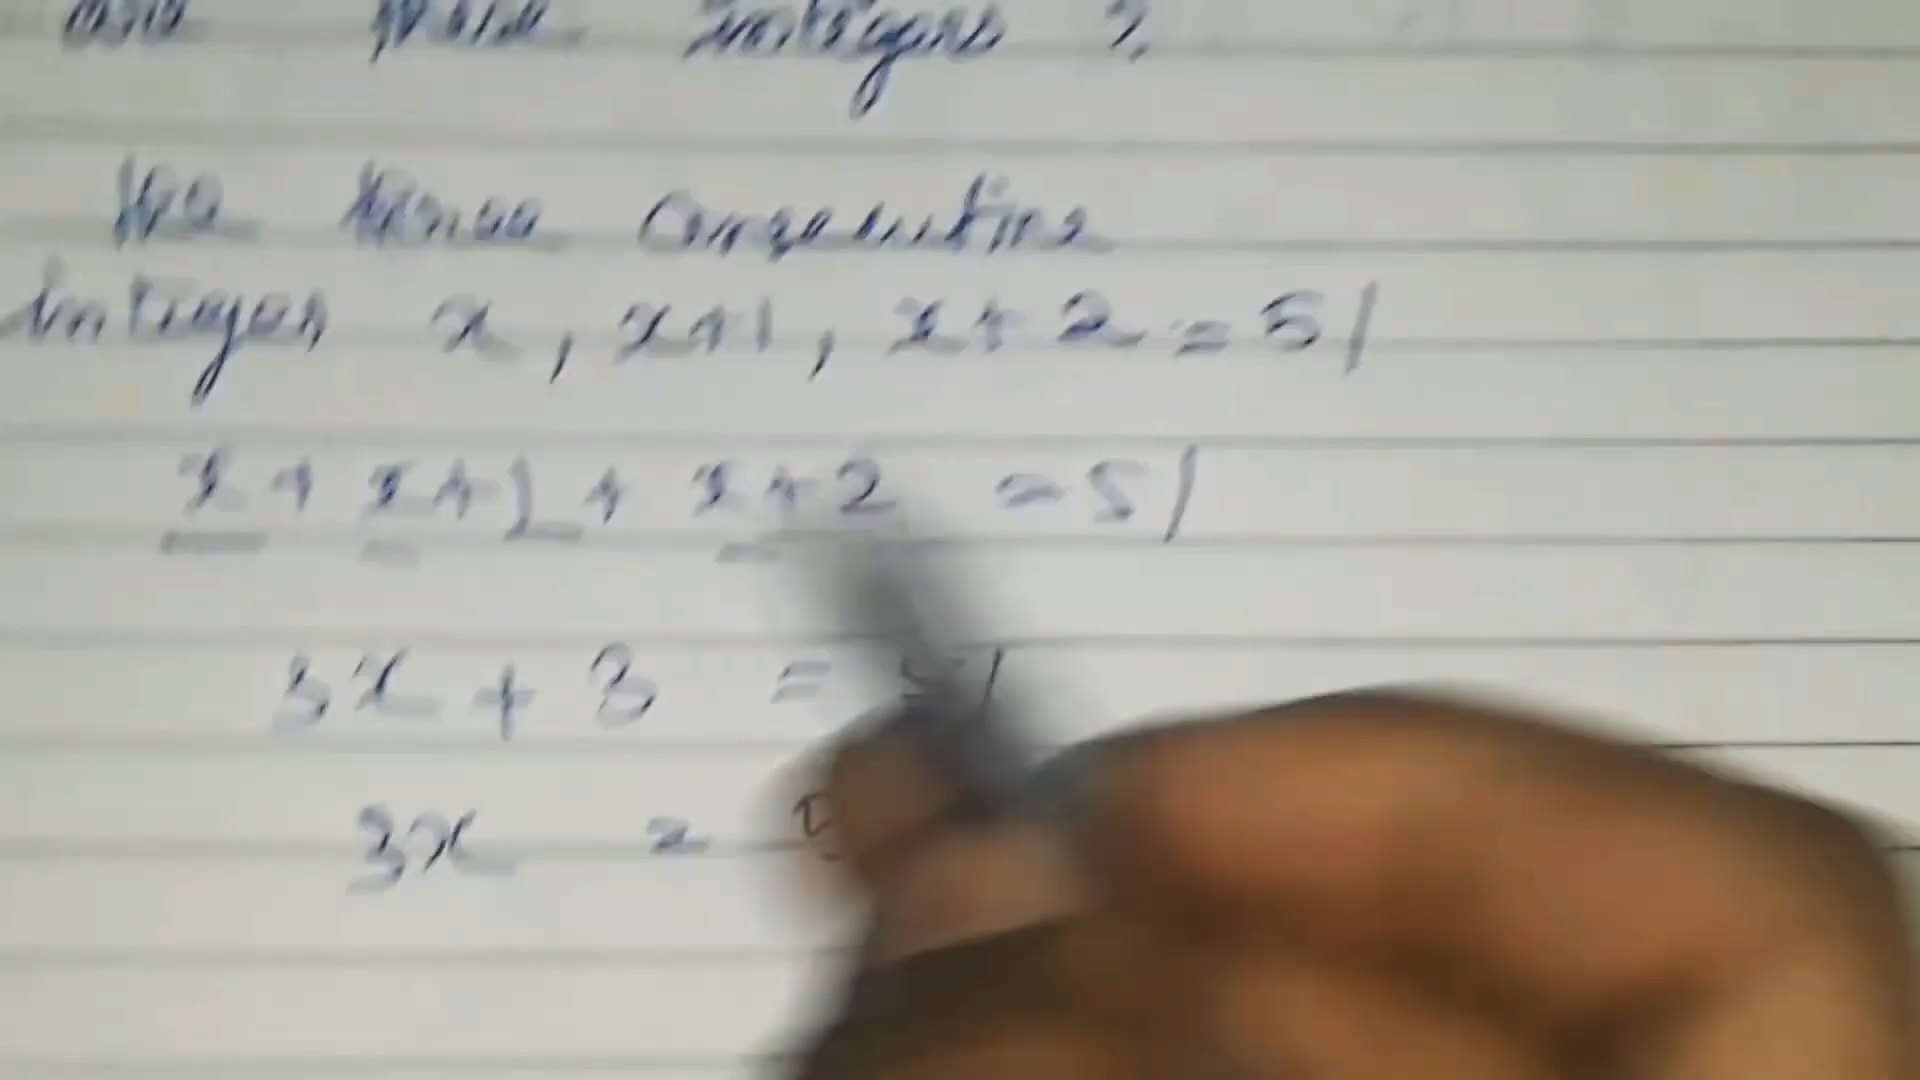 integers ?
the three consecutive
integers x, x+1, x+2 = 51
x + x+1 + x+2 = 51
3x + 3 = 51
3x =